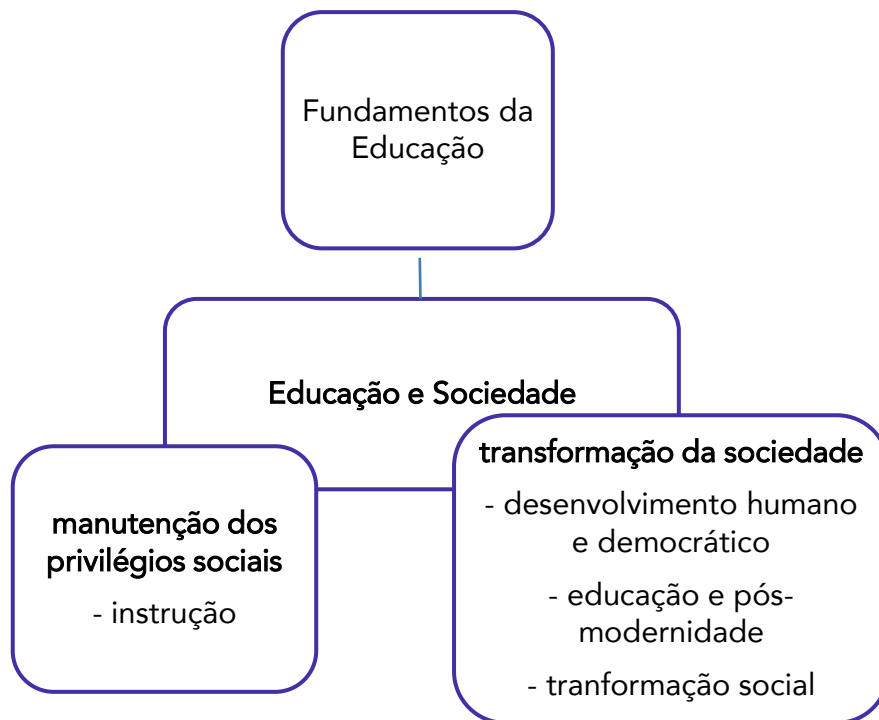 Fundamentos da
Educação
Educação e Sociedade
manutenção dos
privilégios sociais
- instrução
transformação da sociedade
- desenvolvimento humano
e democrático
- educação e pós-
modernidade
- tranformação social